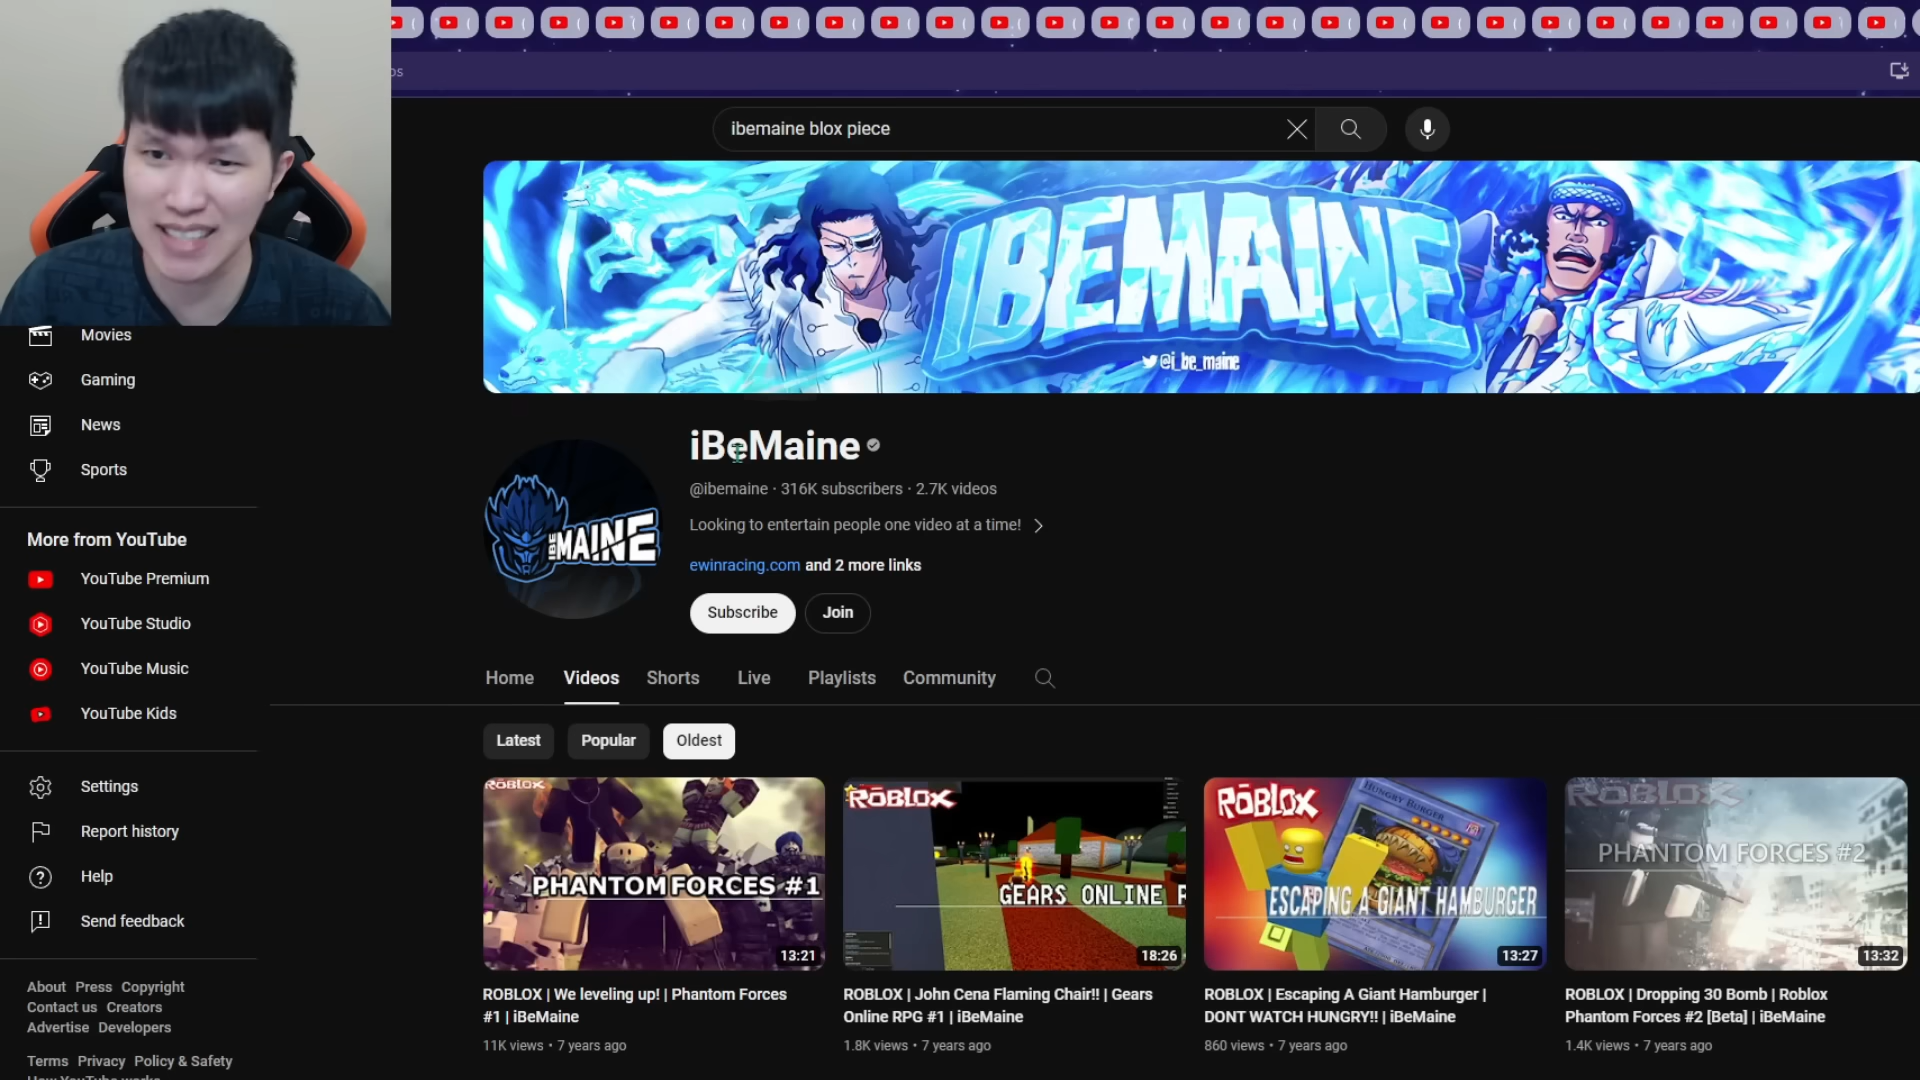 ibemaine blox piece
IBEMAINE
@i_be_maine
Movies
Gaming
News
Sports
More from YouTube
YouTube Premium
YouTube Studio
YouTube Music
YouTube Kids
Settings
Report history
Help
Send feedback
About Press Copyright
Contact us Creators
Advertise Developers
Terms Privacy Policy & Safety
IBE MAINE
iBeMaine
@ibemaine · 316K subscribers · 2.7K videos
Looking to entertain people one video at a time!
ewinracing.com and 2 more links
Subscribe Join
Home Videos Shorts Live Playlists Community
Latest Popular Oldest
ROBLOX
PHANTOM FORCES #1
13:21
ROBLOX | We leveling up! | Phantom Forces
#1 | iBeMaine
11K views · 7 years ago
ROBLOX
GEARS ONLINE R
18:26
ROBLOX | John Cena Flaming Chair!! | Gears
Online RPG #1 | iBeMaine
1.8K views · 7 years ago
ROBLOX
HUNGRY BURGER
ESCAPING A GIANT HAMBURGER
13:27
ROBLOX | Escaping A Giant Hamburger |
DONT WATCH HUNGRY!! | iBeMaine
860 views · 7 years ago
ROBLOX
PHANTOM FORCES #2
13:32
ROBLOX | Dropping 30 Bomb | Roblox
Phantom Forces #2 [Beta] | iBeMaine
1.4K views · 7 years ago